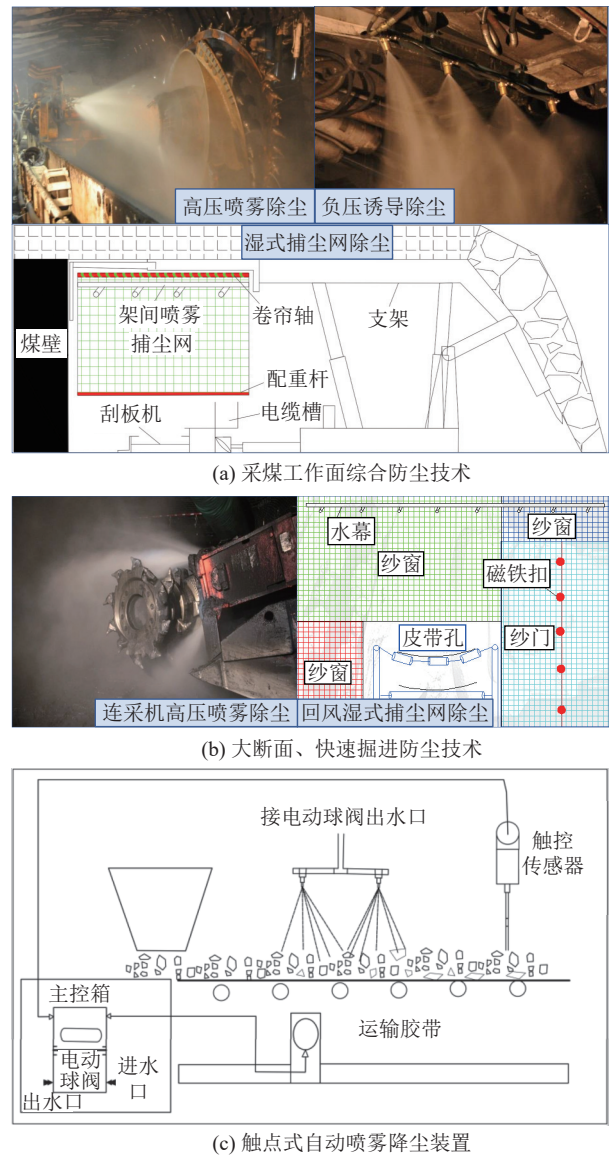 高压喷雾除尘
负压诱导除尘
湿式捕尘网除尘
煤壁
架间喷雾
捕尘网
卷帘轴
支架
配重杆
刮板机
电缆槽
(a) 采煤工作面综合防尘技术
水幕
纱窗
纱窗
磁铁扣
纱门
皮带孔
纱窗
连采机高压喷雾除尘
回风湿式捕尘网除尘
(b) 大断面、快速掘进防尘技术
接电动球阀出水口
触控
传感器
主控箱
电动
球阀
进水
口
出水口
运输胶带
(c) 触点式自动喷雾降尘装置